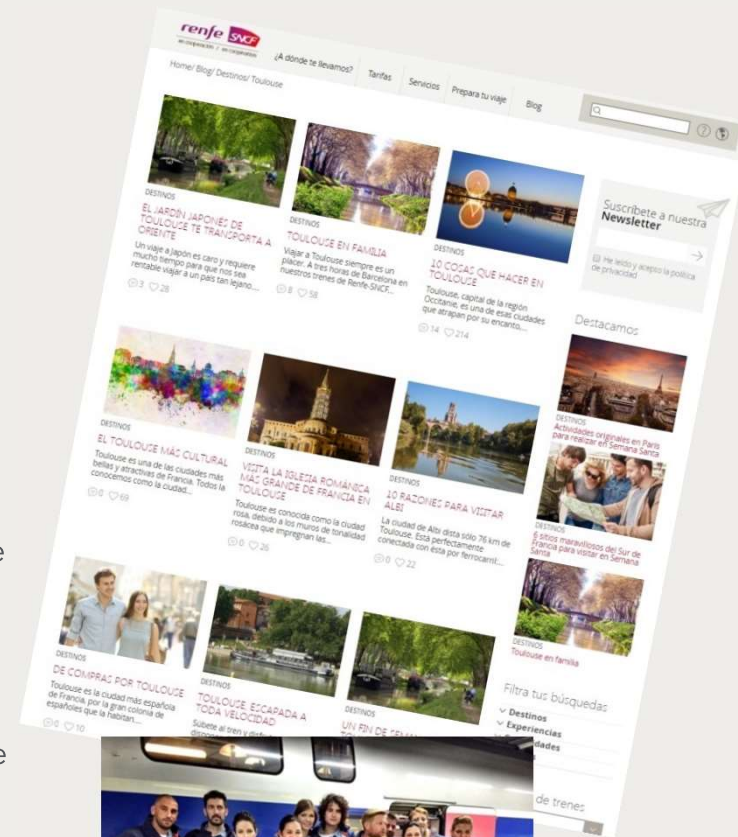 renfe SNCF
en cooperación / en coopération
¿A dónde te llevamos?
Tarifas
Servicios
Prepara tu viaje
Blog
Home/ Blog/ Destinos/ Toulouse
DESTINOS
EL JARDÍN JAPONÉS DE
TOULOUSE TE TRANSPORTA A
ORIENTE
Un viaje a Japón es caro y requiere
mucho tiempo para que nos sea
rentable viajar a un país tan lejano....
3 28
DESTINOS
TOULOUSE EN FAMILIA
Viajar a Toulouse siempre es un
placer. A tres horas de Barcelona en
nuestros trenes de Renfe-SNCF...
8 58
DESTINOS
10 COSAS QUE HACER EN
TOULOUSE
Toulouse, capital de la región
Occitanie, es una de esas ciudades
que atrapan por su encanto,...
14 214
Suscríbete a nuestra
Newsletter
He leído y acepto la política
de privacidad
DESTINOS
EL TOULOUSE MÁS CULTURAL
Toulouse es una de las ciudades más
bellas y atractivas de Francia. Todos la
conocemos como la ciudad...
0 69
DESTINOS
VISITA LA IGLESIA ROMÁNICA
MÁS GRANDE DE FRANCIA EN
TOULOUSE
Toulouse es conocida como la ciudad
rosa, debido a los muros de tonalidad
rosácea que impregnan las...
0 26
DESTINOS
10 RAZONES PARA VISITAR
ALBI
La ciudad de Albi dista sólo 76 km de
Toulouse. Está perfectamente
conectada con ésta por ferrocarril:...
0 22
Destacamos
DESTINOS
Actividades originales en París
para realizar en Semana Santa
DESTINOS
6 sitios maravillosos del Sur de
Francia para visitar en Semana
Santa
DESTINOS
Toulouse en familia
DESTINOS
DE COMPRAS POR TOULOUSE
Toulouse es la ciudad más española
de Francia, por la gran colonia de
españoles que la habitan....
0 10
DESTINOS
TOULOUSE, ESCAPADA A
TODA VELOCIDAD
Súbete al tren y
DESTINOS
UN FIN DE
Filtra tus búsquedas
Destinos
Experiencias
dades
de trenes
e
e